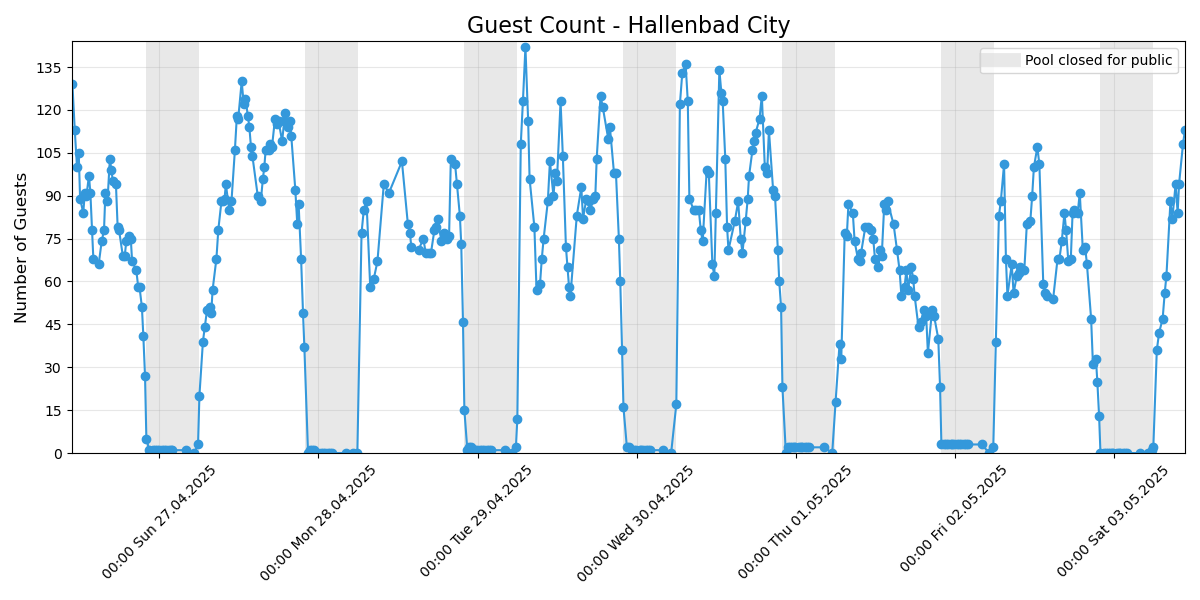 Guest Count - Hallenbad City
Pool closed for public
Number of Guests
135
120
105
90
75
60
45
30
15
0
00:00 Sun 27.04.2025
00:00 Mon 28.04.2025
00:00 Tue 29.04.2025
00:00 Wed 30.04.2025
00:00 Thu 01.05.2025
00:00 Fri 02.05.2025
00:00 Sat 03.05.2025